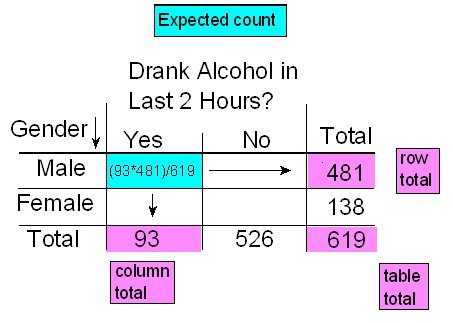 Expected count
Drank Alcohol in
Last 2 Hours?
Gender
Yes No Total
Male (93*481)/619 481 row total
Female 138
Total 93 526 619
column
total
table
total